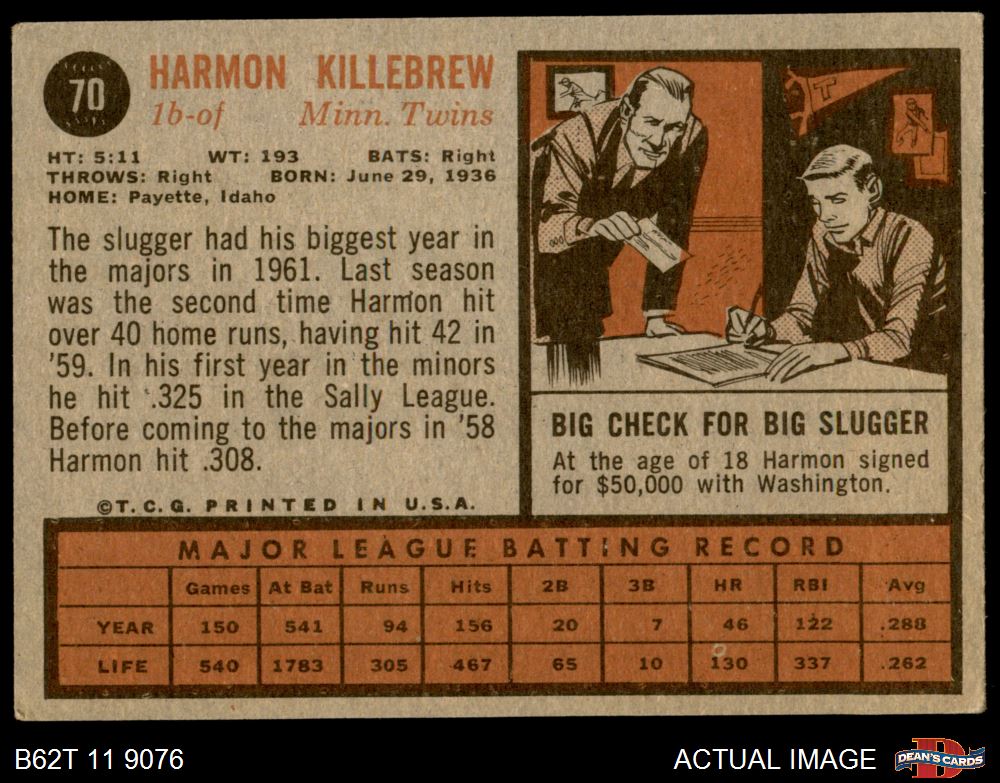 70
HARMON KILLEBREW
1b-of Minn. Twins
HT: 5:11 WT: 193 BATS: Right
THROWS: Right BORN: June 29, 1936
HOME: Payette, Idaho
The slugger had his biggest year in
the majors in 1961. Last season
was the second time Harmon hit
over 40 home runs, having hit 42 in
'59. In his first year in the minors
he hit .325 in the Sally League.
Before coming to the majors in '58
Harmon hit .308.
©T.C.G. PRINTED IN U.S.A.
T
BIG CHECK FOR BIG SLUGGER
At the age of 18 Harmon signed
for $50,000 with Washington.
MAJOR LEAGUE BATTING RECORD
Games At Bat Runs Hits 2B 3B HR RBI Avg
YEAR 150 541 94 156 20 7 46 122 .288
LIFE 540 1783 305 467 65 10 130 337 .262
B62T 11 9076
ACTUAL IMAGE
D
DEAN'S CARDS